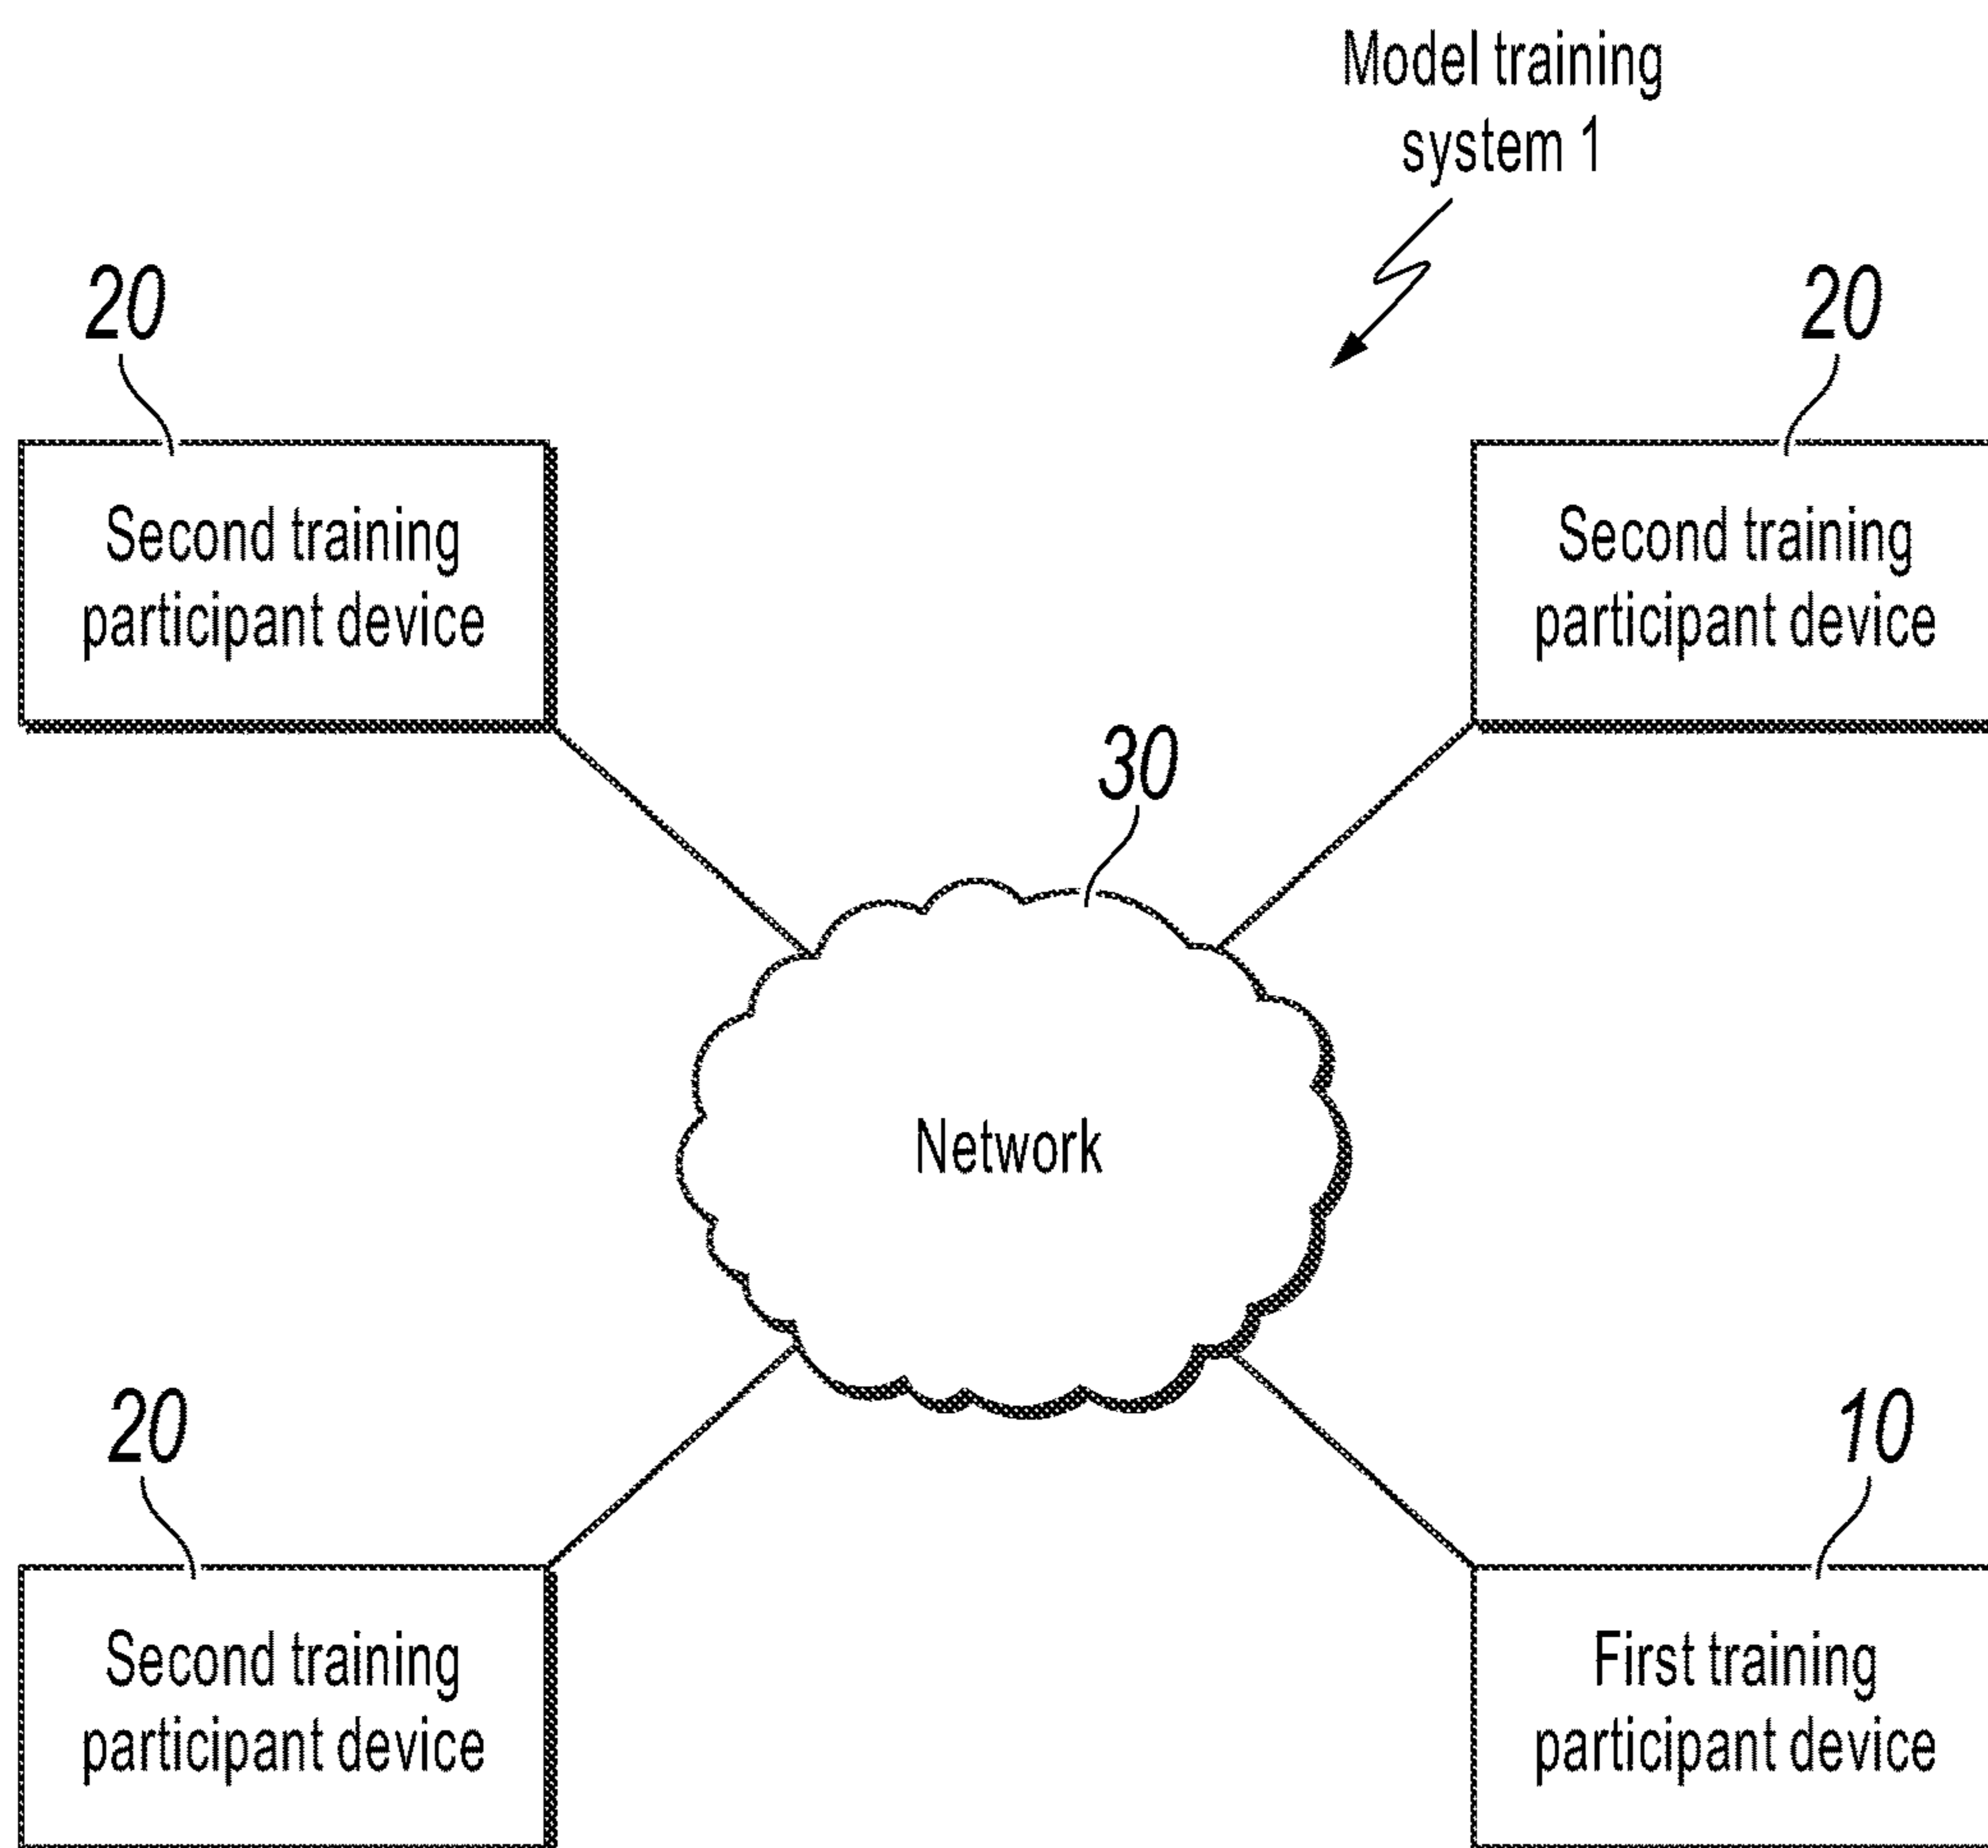 Model training
system 1
20
20
Second training
participant device
Second training
participant device
30
Network
20
10
Second training
participant device
First training
participant device